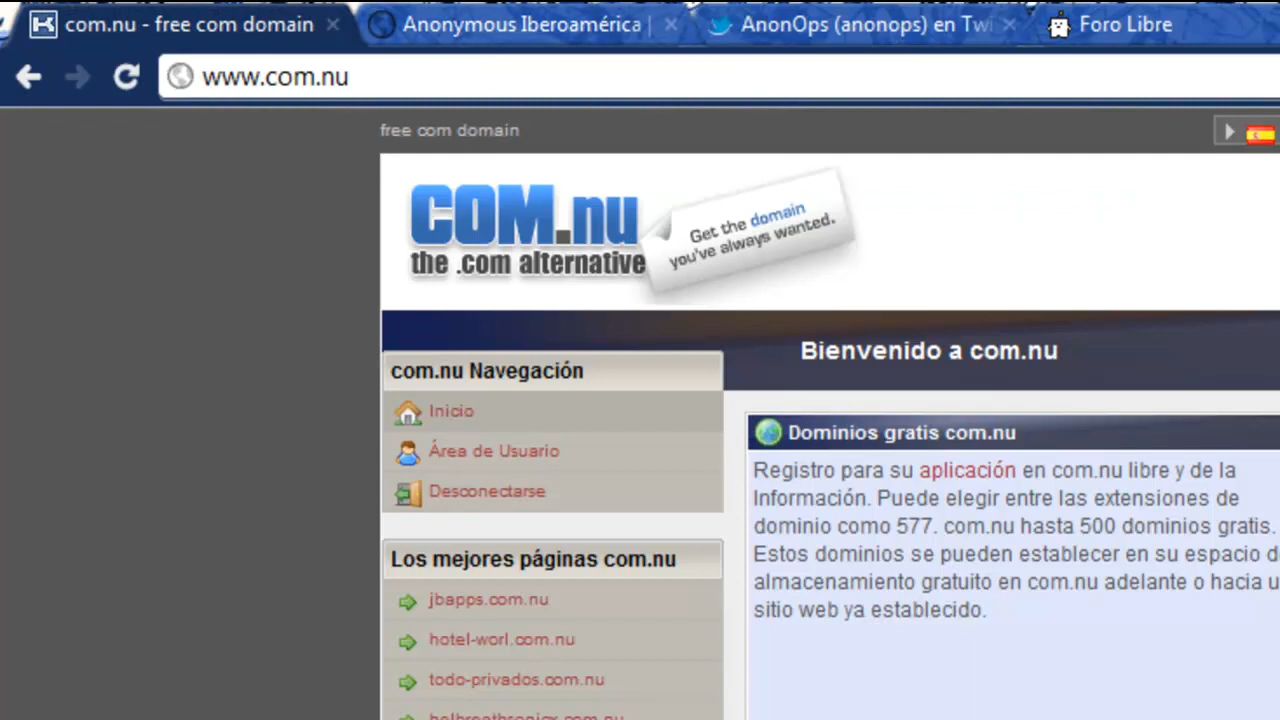 com.nu - free com domain
Anonymous Iberoamérica |
AnonOps (anonops) en Twi
Foro Libre
www.com.nu
free com domain
COM.nu
the .com alternative
Get the domain
you've always wanted.
Bienvenido a com.nu
com.nu Navegación
Inicio
Área de Usuario
Desconectarse
Los mejores páginas com.nu
jbapps.com.nu
hotel-worl.com.nu
todo-privados.com.nu
Dominios gratis com.nu
Registro para su aplicación en com.nu libre y de la
Información. Puede elegir entre las extensiones de
dominio como 577. com.nu hasta 500 dominios gratis.
Estos dominios se pueden establecer en su espacio d
almacenamiento gratuito en com.nu adelante o hacia u
sitio web ya establecido.